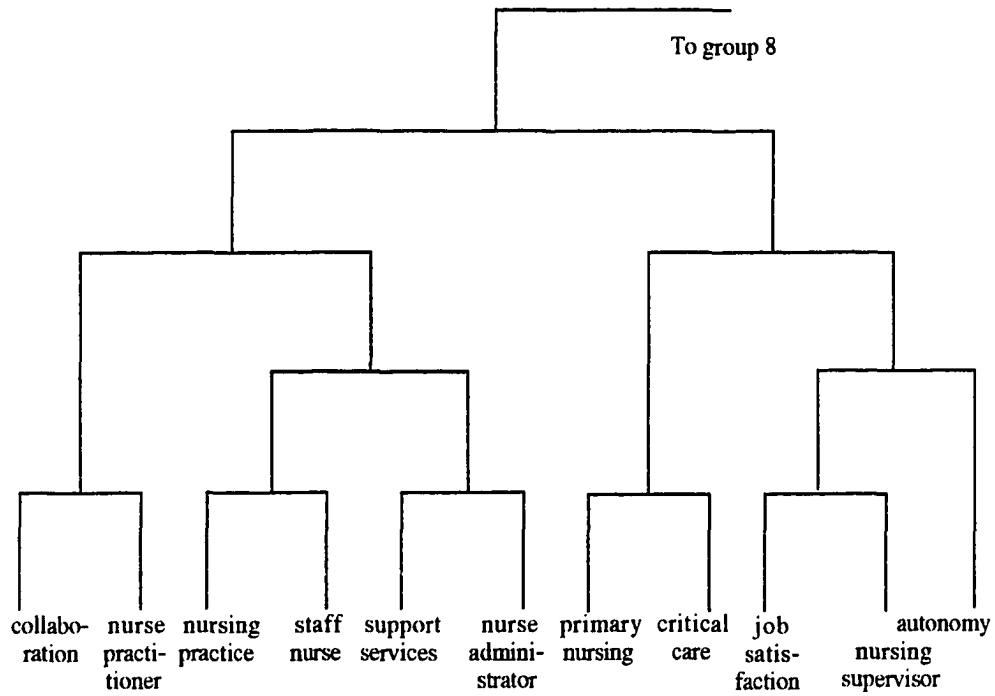 To group 8
collabo-
ration
nurse
practi-
tioner
nursing
practice
staff
nurse
support
services
nurse
admini-
strator
primary
nursing
critical
care
job
satis-
faction
nursing
supervisor
autonomy